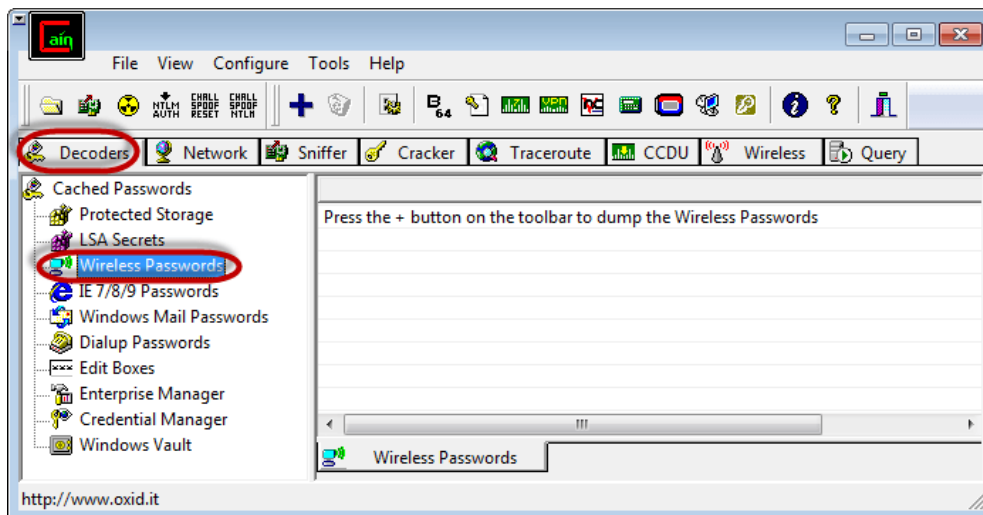 Cain
File View Configure Tools Help
NTLM AUTH CHALL SPOOF RESET CHALL SPOOF NTLM B64
Decoders Network Sniffer Cracker Traceroute CCDU Wireless Query
Cached Passwords
Protected Storage
Press the + button on the toolbar to dump the Wireless Passwords
LSA Secrets
Wireless Passwords
IE 7/8/9 Passwords
Windows Mail Passwords
Dialup Passwords
Edit Boxes
Enterprise Manager
Credential Manager
Windows Vault
Wireless Passwords
http://www.oxid.it